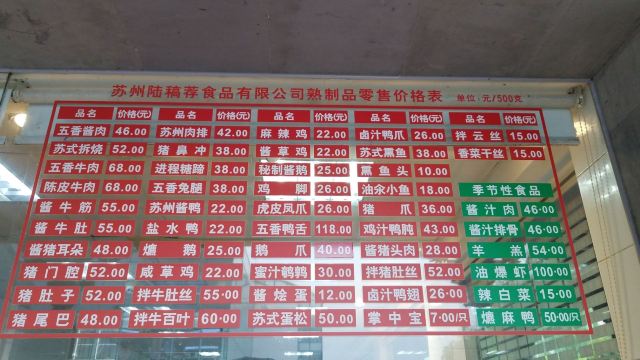 苏州陆稿荐食品有限公司熟制品零售价格表 单位:元/500克
品名 价格(元) 品名 价格(元) 品名 价格(元) 品名 价格(元) 品名 价格(元)
五香酱肉 46.00 苏州肉排 42.00 麻辣鸡 22.00 卤汁鸭爪 26.00 拌云丝 15.00
苏式拆烧 52.00 猪鼻冲 38.00 酱草鸡 22.00 苏式熏鱼 38.00 香菜干丝 15.00
五香牛肉 68.00 进程糖蹄 38.00 秘制酱鹅 25.00 熏鱼头 10.00
陈皮牛肉 68.00 五香兔腿 38.00 鸡脚 26.00 油氽小鱼 18.00 季节性食品
酱牛筋 55.00 苏州酱鸭 22.00 虎皮凤爪 26.00 猪爪 36.00 酱汁肉 46·00
酱牛肚 55.00 盐水鸭 22.00 五香鸭舌 118.00 鸡汁鸭肫 43.00 酱汁排骨 46·00
酱猪耳朵 48.00 爊鹅 25.00 鹅爪 40.00 酱猪头肉 28.00 羊羔 54·00
猪门腔 52.00 咸草鸡 22.00 蜜汁鹌鹑 30.00 拌猪肚丝 52.00 油爆虾 100·00
猪肚子 52.00 拌牛肚丝 55·00 酱烩蛋 12.00 卤汁鸭翅 26·00 辣白菜 15·00
猪尾巴 48.00 拌牛百叶 60·00 苏式蛋松 50.00 掌中宝 7·00/只 爊麻鸭 50·00/只